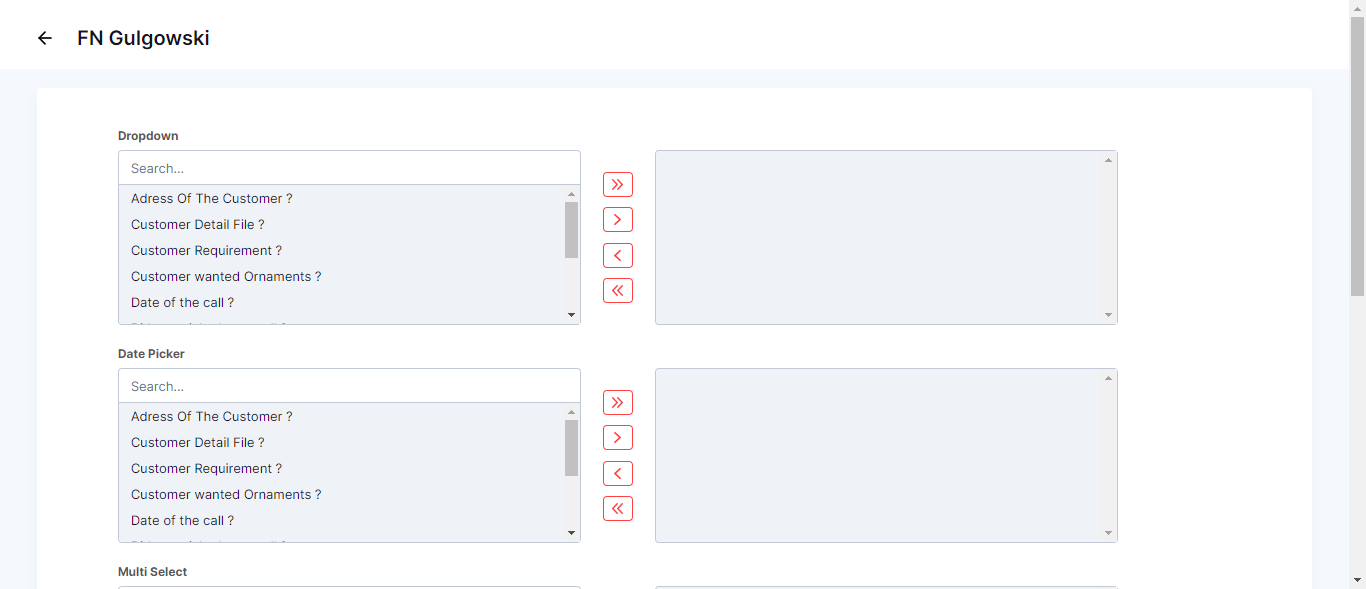 FN Gulgowski
Dropdown
Search...
Adress Of The Customer ?
Customer Detail File ?
Customer Requirement ?
Customer wanted Ornaments ?
Date of the call ?
Date Picker
Search...
Adress Of The Customer ?
Customer Detail File ?
Customer Requirement ?
Customer wanted Ornaments ?
Date of the call ?
Multi Select